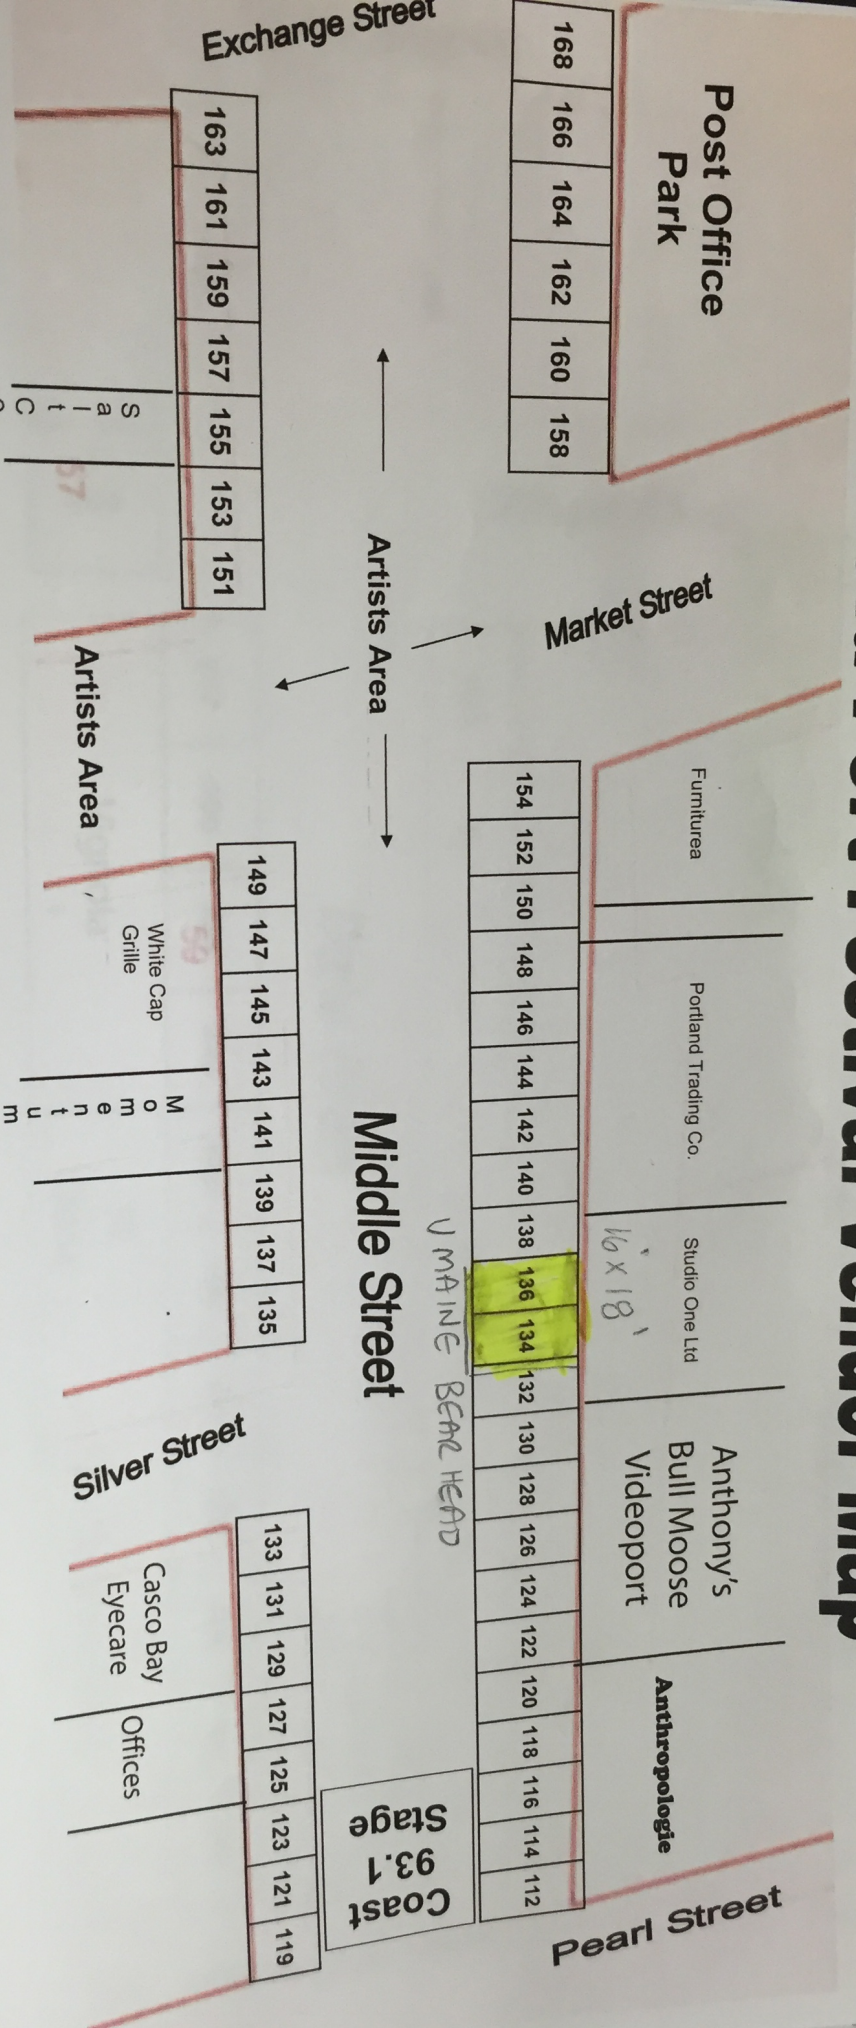 Port Festival Vendor Map
Exchange Street
Post Office
Park
168 166 164 162 160 158
163 161 159 157 155 153 151
S
a
l
t
C
57
Artists Area
Market Street
Artists Area
Furniturea
Portland Trading Co.
Studio One Ltd
16' x 18'
Anthony's
Bull Moose
Videoport
Anthropologie
154 152 150 148 146 144 142 140 138 136 134 132 130 128 126 124 122 120 118 116 114 112
U MAINE BEAR HEAD
Middle Street
Coast
93.1
Stage
Pearl Street
149 147 145 143 141 139 137 135
59
White Cap
Grille
M
o
m
e
n
t
u
m
Silver Street
133 131 129 127 125 123 121 119
Casco Bay
Eyecare
Offices